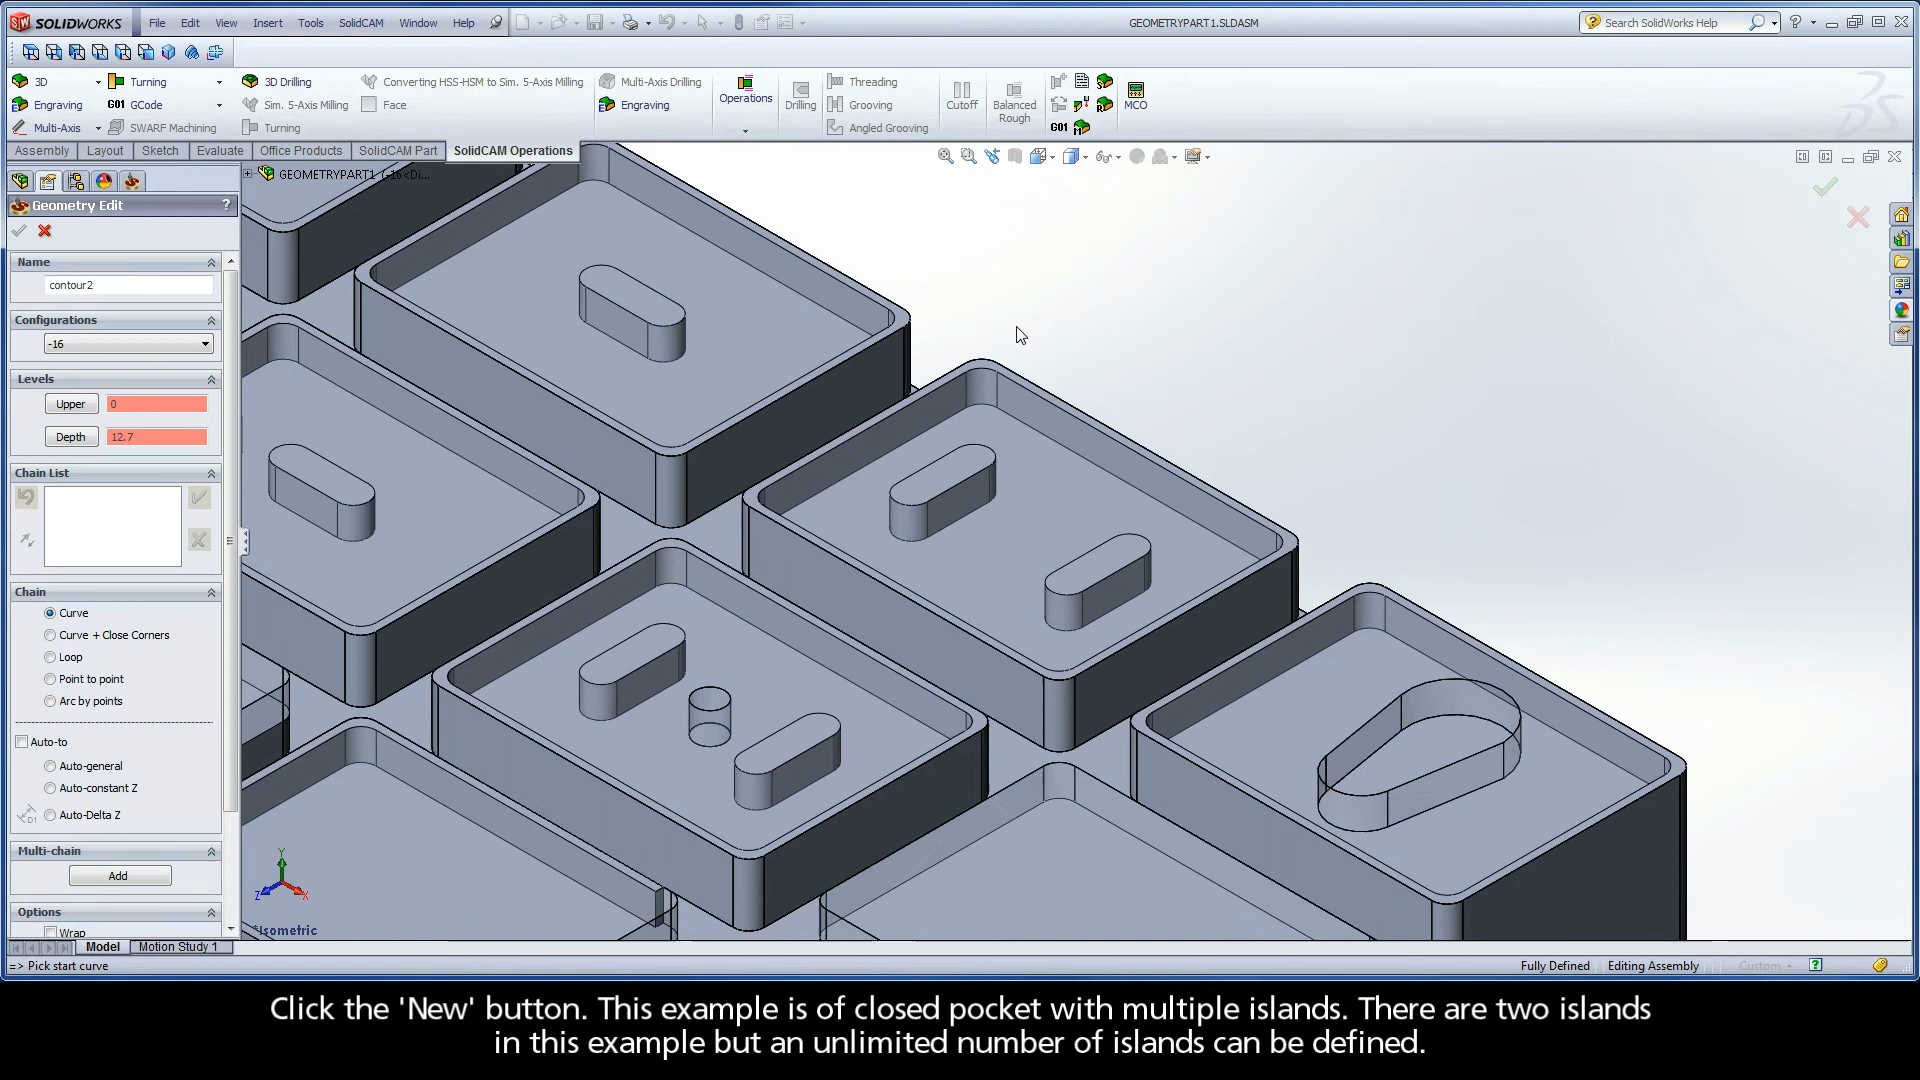 SOLIDWORKS
File Edit View Insert Tools SolidCAM Window Help
GEOMETRYPART1.SLDASM
Search SolidWorks Help
3D Turning 3D Drilling Converting HSS-HSM to Sim. 5-Axis Milling Multi-Axis Drilling Threading
Engraving G01 GCode Sim. 5-Axis Milling Face Engraving Operations Drilling Grooving Cutoff Balanced Rough MCO
Multi-Axis SWARF Machining Turning Angled Grooving G01
Assembly Layout Sketch Evaluate Office Products SolidCAM Part SolidCAM Operations
GEOMETRYPART1 (-16<Di...
Geometry Edit ?
Name
contour2
Configurations
-16
Levels
Upper 0
Depth 12.7
Chain List
Chain
Curve
Curve + Close Corners
Loop
Point to point
Arc by points
Auto-to
Auto-general
Auto-constant Z
Auto-Delta Z
Multi-chain
Add
Options
Wrap
Y
Z X
*Isometric
Model Motion Study 1
=> Pick start curve
Fully Defined Editing Assembly Custom
Click the 'New' button. This example is of closed pocket with multiple islands. There are two islands
in this example but an unlimited number of islands can be defined.